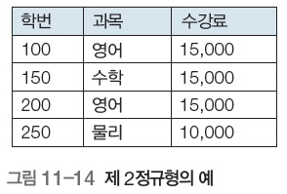 학번 과목 수강료
100 영어 15,000
150 수학 15,000
200 영어 15,000
250 물리 10,000
그림 11-14 제 2정규형의 예